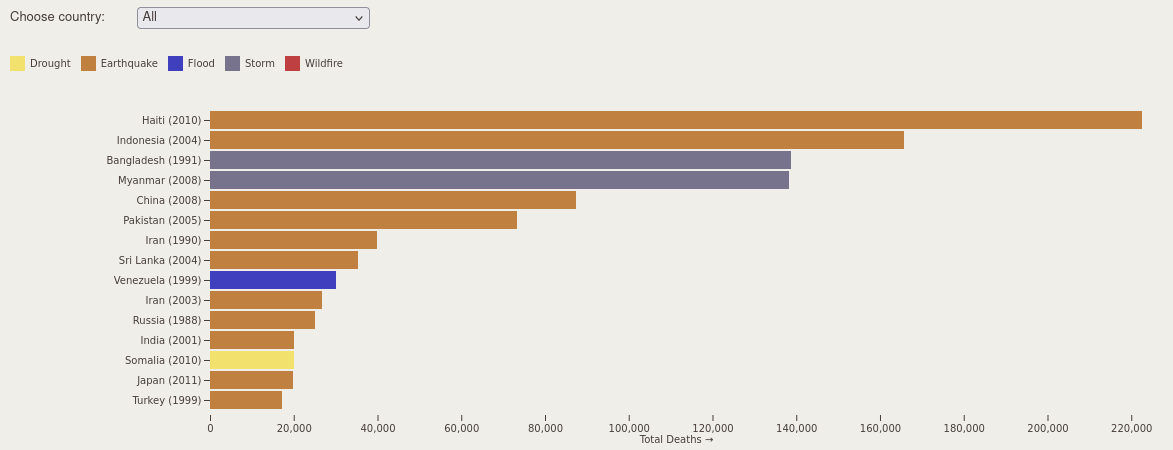 Choose country: All
Drought Earthquake Flood Storm Wildfire
Haiti (2010)
Indonesia (2004)
Bangladesh (1991)
Myanmar (2008)
China (2008)
Pakistan (2005)
Iran (1990)
Sri Lanka (2004)
Venezuela (1999)
Iran (2003)
Russia (1988)
India (2001)
Somalia (2010)
Japan (2011)
Turkey (1999)
0 20,000 40,000 60,000 80,000 100,000 120,000 140,000 160,000 180,000 200,000 220,000
Total Deaths →